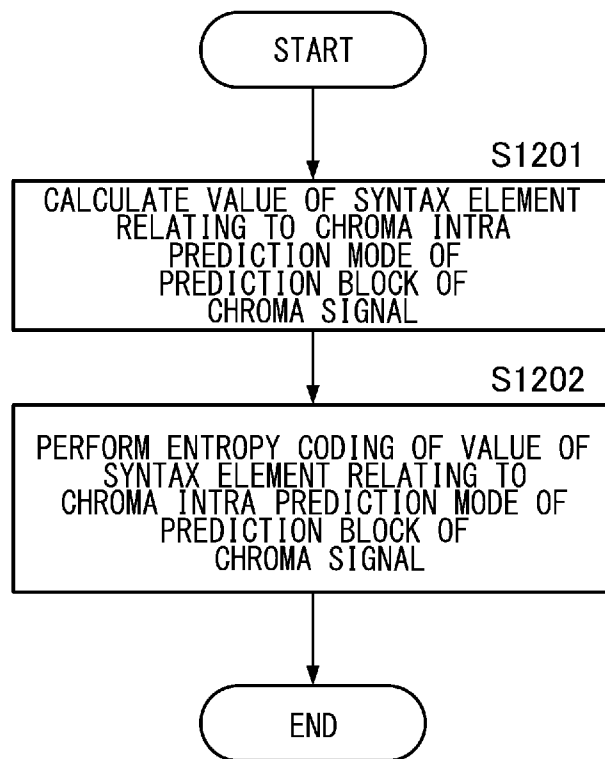 START
S1201
CALCULATE VALUE OF SYNTAX ELEMENT
RELATING TO CHROMA INTRA
PREDICTION MODE OF
PREDICTION BLOCK OF
CHROMA SIGNAL
S1202
PERFORM ENTROPY CODING OF VALUE OF
SYNTAX ELEMENT RELATING TO
CHROMA INTRA PREDICTION MODE OF
PREDICTION BLOCK OF
CHROMA SIGNAL
END